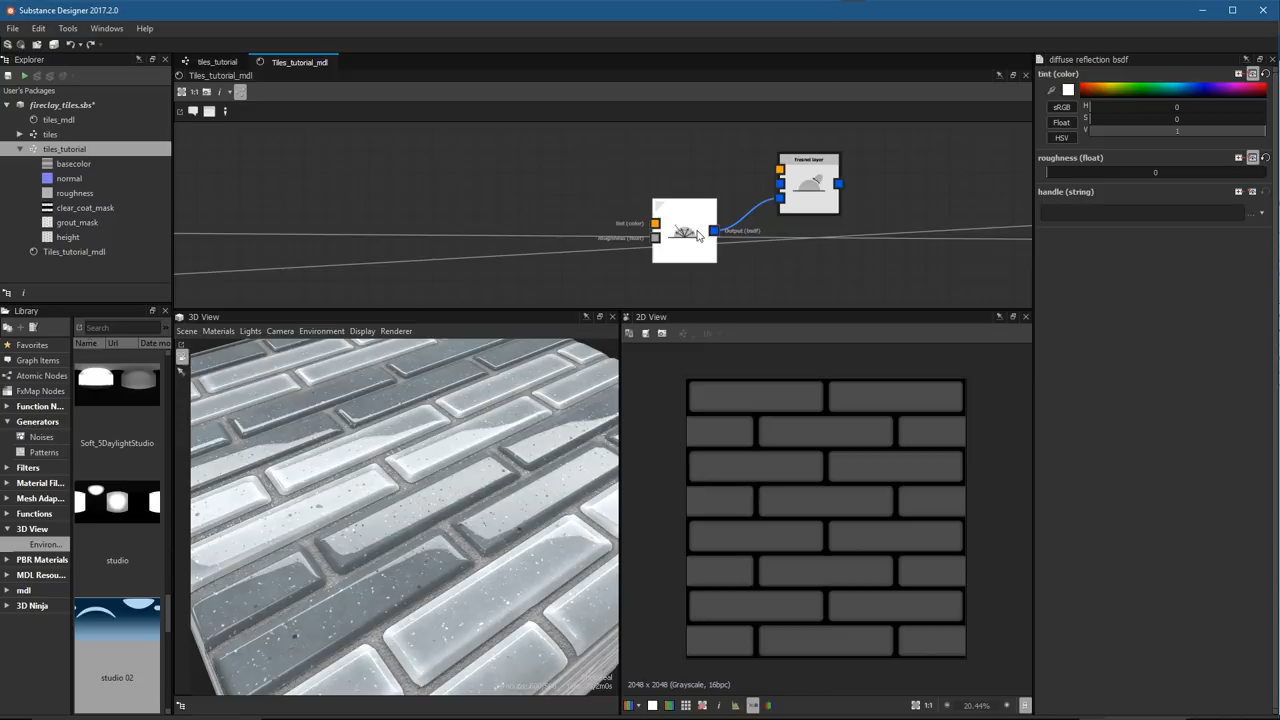 Substance Designer 2017.2.0
File Edit Tools Windows Help
Explorer
User's Packages
fireclay_tiles.sbs*
tiles_mdl
tiles
tiles_tutorial
basecolor
normal
roughness
clear_coat_mask
grout_mask
height
Tiles_tutorial_mdl
Library
Search
Name Url Date mo
Favorites
Graph Items
Atomic Nodes
FxMap Nodes
Function N...
Generators
Noises
Patterns
Filters
Material Fil...
Mesh Adap...
Functions
3D View
Environ...
PBR Materials
MDL Resou...
mdl
3D Ninja
Soft_5DaylightStudio
studio
studio 02
tiles_tutorial Tiles_tutorial_mdl
Tiles_tutorial_mdl
1:1
Fresnel Layer
tint (color)
roughness (float)
Output (bsdf)
3D View
Scene Materials Lights Camera Environment Display Renderer
2D View
2048 x 2048 (Grayscale, 16bpc)
1:1 20.44%
diffuse reflection bsdf
tint (color)
sRGB H 0
Float S 0
HSV V 1
roughness (float)
0
handle (string)
...